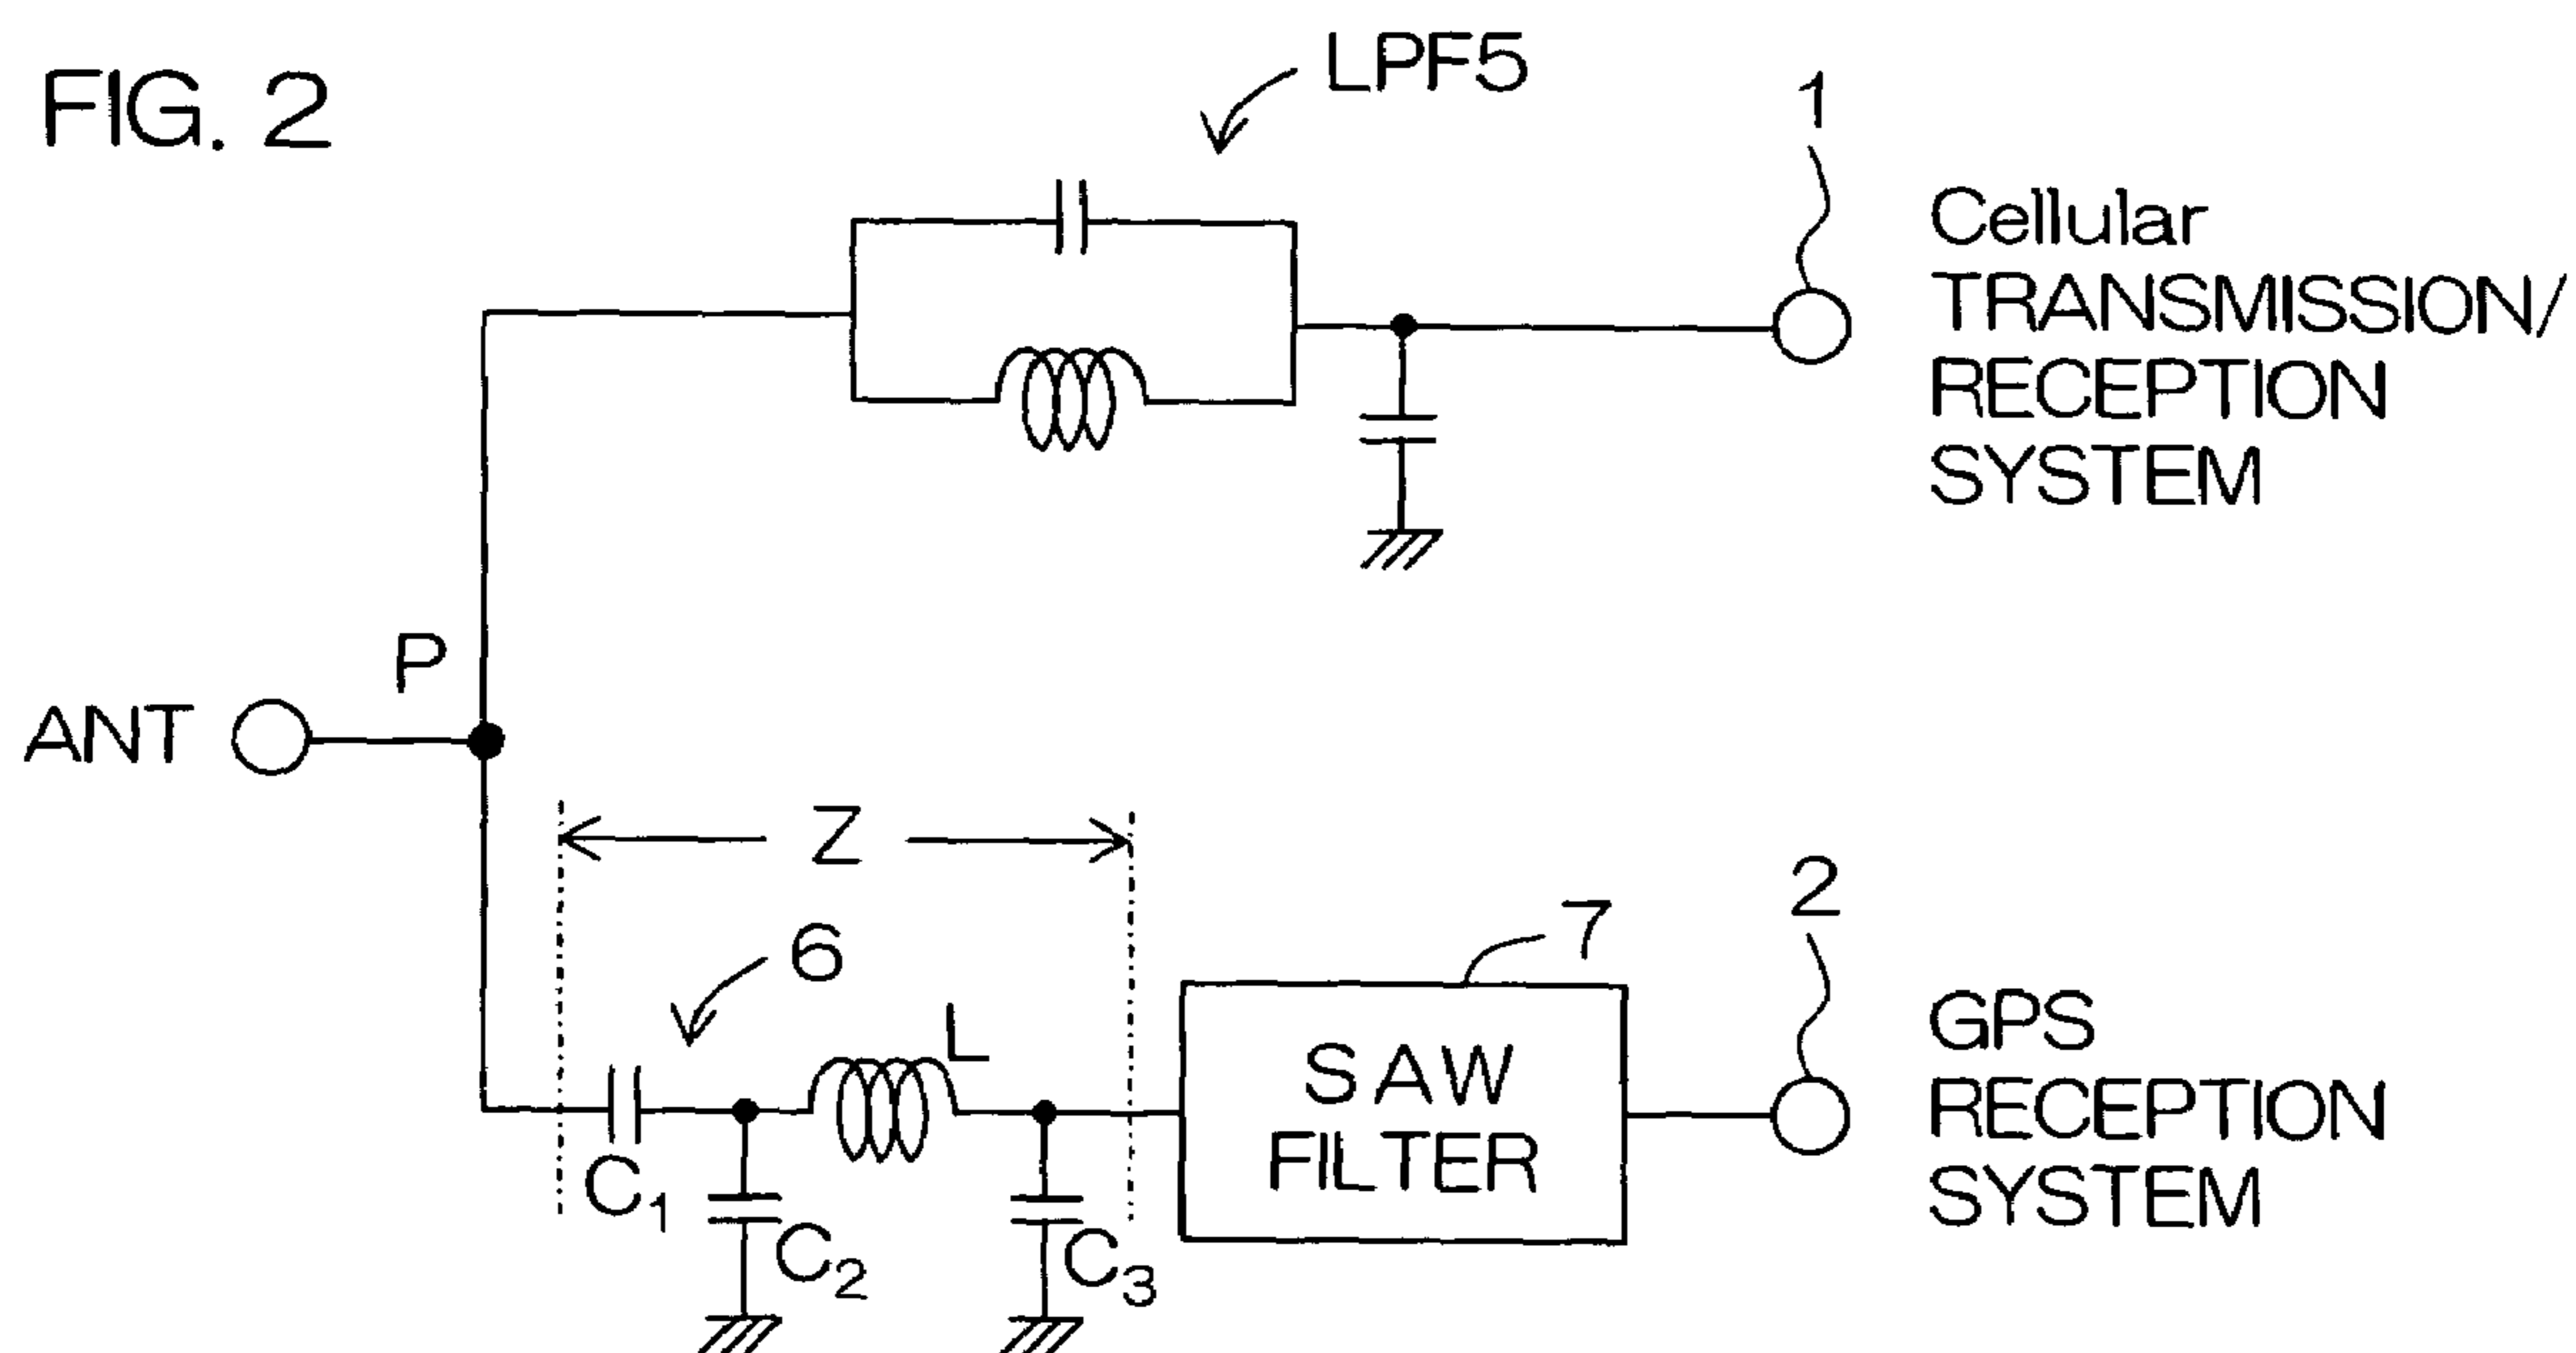 FIG. 2
LPF5
1
Cellular
TRANSMISSION/
RECEPTION
SYSTEM
P
ANT
Z
6
L
C1
C2
C3
7
SAW
FILTER
2
GPS
RECEPTION
SYSTEM